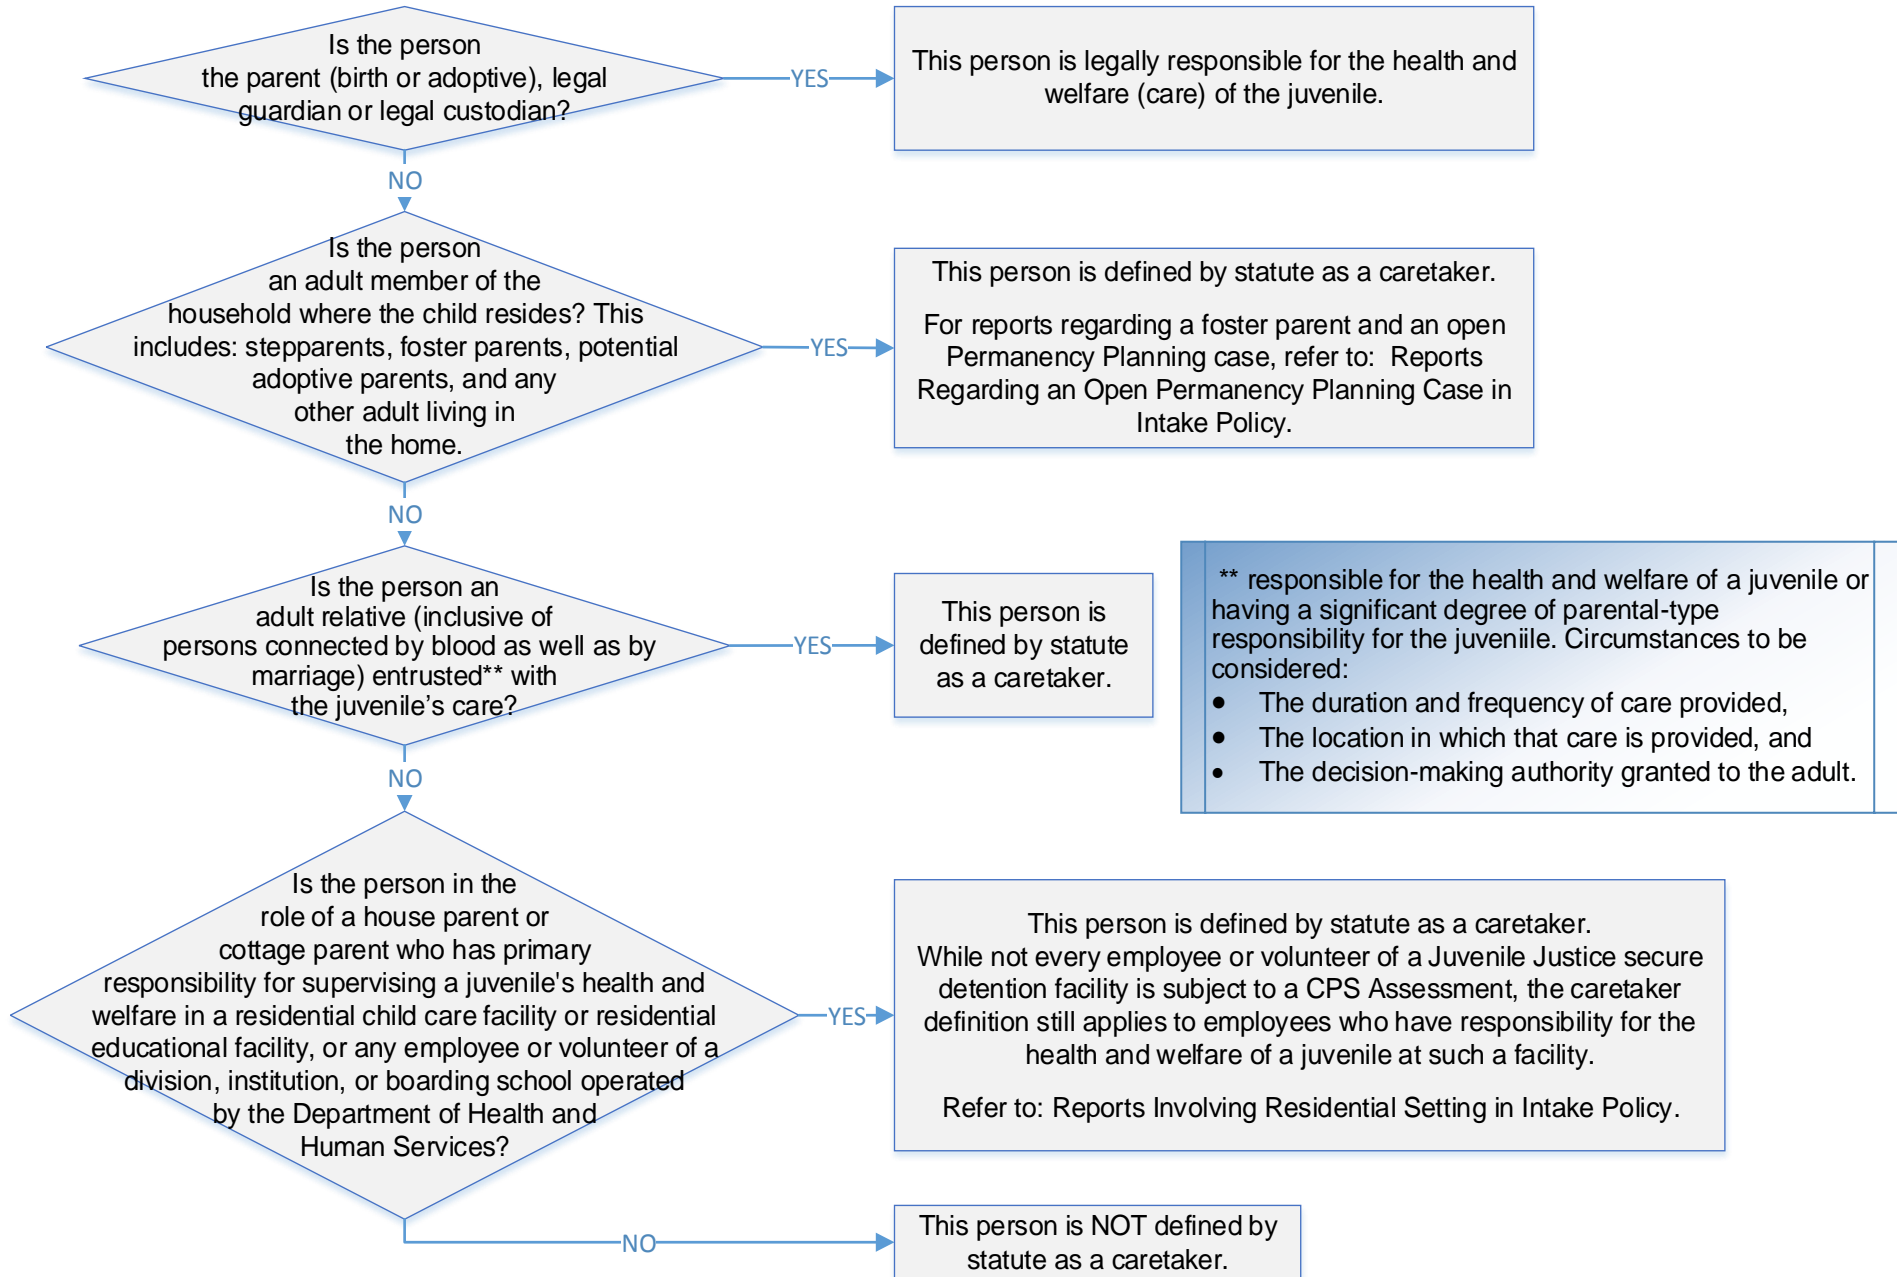 Is the person
the parent (birth or adoptive), legal
guardian or legal custodian?
YES
This person is legally responsible for the health and
welfare (care) of the juvenile.
NO
Is the person
an adult member of the
household where the child resides? This
includes: stepparents, foster parents, potential
adoptive parents, and any
other adult living in
the home.
YES
This person is defined by statute as a caretaker.
For reports regarding a foster parent and an open
Permanency Planning case, refer to: Reports
Regarding an Open Permanency Planning Case in
Intake Policy.
NO
Is the person an
adult relative (inclusive of
persons connected by blood as well as by
marriage) entrusted** with
the juvenile's care?
YES
This person is
defined by statute
as a caretaker.
** responsible for the health and welfare of a juvenile or
having a significant degree of parental-type
responsibility for the juveniile. Circumstances to be
considered:
• The duration and frequency of care provided,
• The location in which that care is provided, and
• The decision-making authority granted to the adult.
NO
Is the person in the
role of a house parent or
cottage parent who has primary
responsibility for supervising a juvenile's health and
welfare in a residential child care facility or residential
educational facility, or any employee or volunteer of a
division, institution, or boarding school operated
by the Department of Health and
Human Services?
YES
This person is defined by statute as a caretaker.
While not every employee or volunteer of a Juvenile Justice secure
detention facility is subject to a CPS Assessment, the caretaker
definition still applies to employees who have responsibility for the
health and welfare of a juvenile at such a facility.
Refer to: Reports Involving Residential Setting in Intake Policy.
NO
This person is NOT defined by
statute as a caretaker.